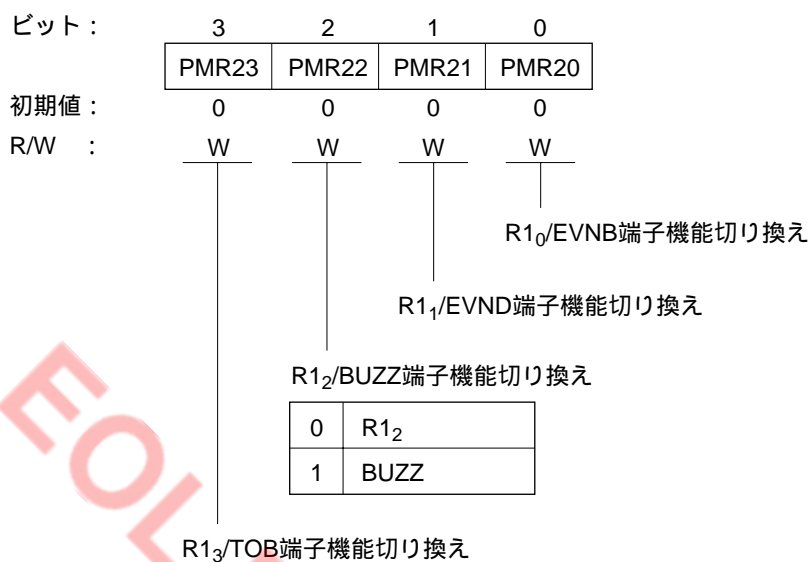 ビット： 3 2 1 0
PMR23 PMR22 PMR21 PMR20
初期値： 0 0 0 0
R/W ： W W W W
R1₀/EVNB端子機能切り換え
R1₁/EVND端子機能切り換え
R1₂/BUZZ端子機能切り換え
0 R1₂
1 BUZZ
R1₃/TOB端子機能切り換え
EOL